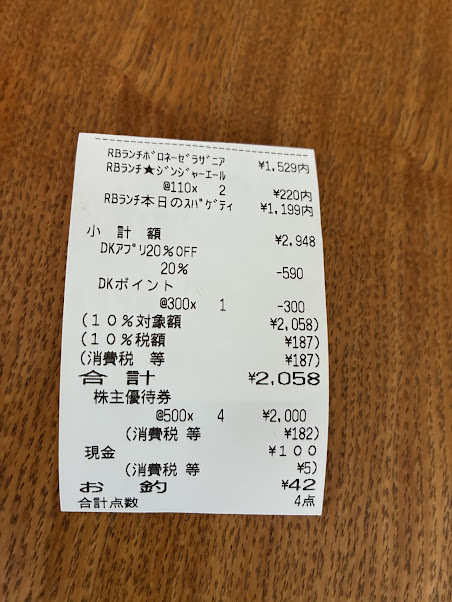 RBランチボロネーゼラザニア ¥1,529内
RBランチ★ジンジャーエール
@110x 2 ¥220内
RBランチ本日のスパゲティ ¥1,199内
小 計 額 ¥2,948
DKアプリ20%OFF
20% -590
DKポイント
@300x 1 -300
(10%対象額 ¥2,058)
(10%税額 ¥187)
(消費税 等 ¥187)
合 計 ¥2,058
株主優待券
@500x 4 ¥2,000
(消費税 等 ¥182)
現金 ¥100
(消費税 等 ¥5)
お 釣 ¥42
合計点数 4点